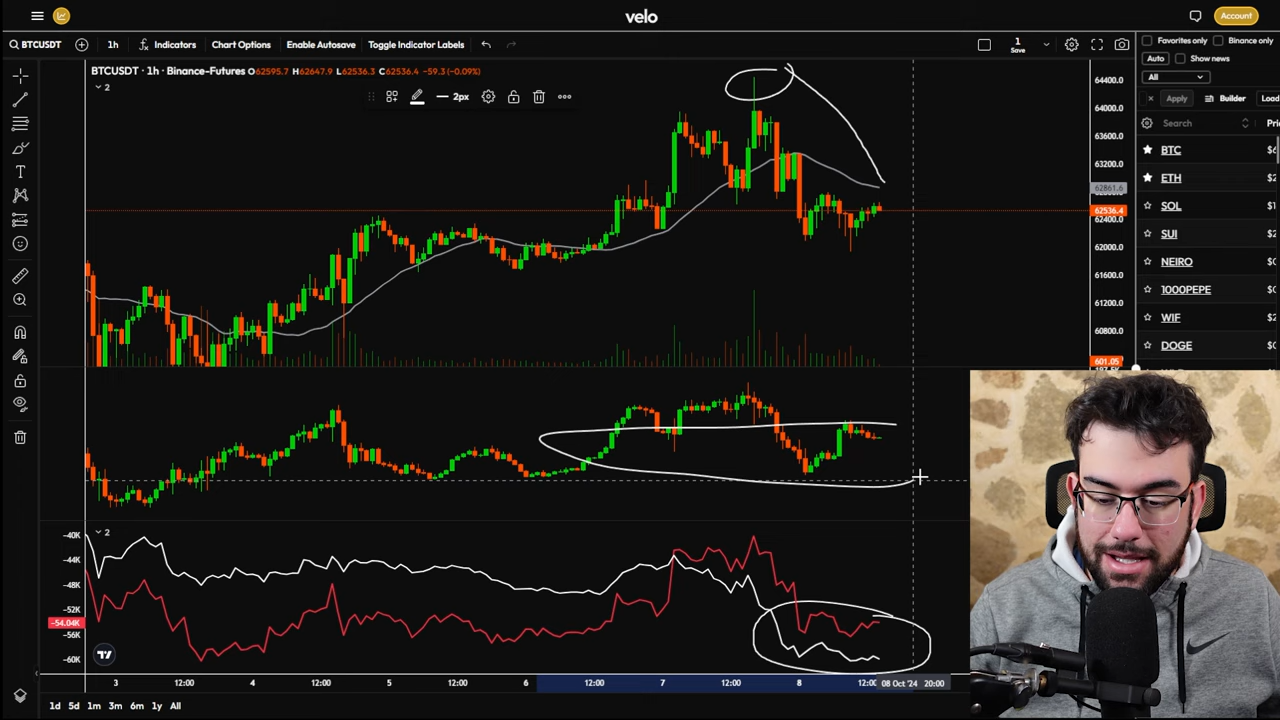 velo
Account
BTCUSDT
1h
Indicators
Chart Options
Enable Autosave
Toggle Indicator Labels
1
Save
Favorites only
Binance only
Auto
Show news
All
Apply
Builder
Load
Search
Pri
BTCUSDT · 1h · Binance-Futures O62595.7 H62647.9 L62536.3 C62536.4 -59.3 (-0.09%)
2
2px
64400.0
64000.0
63600.0
63200.0
62861.6
62536.4
62400.0
62000.0
61600.0
61200.0
60800.0
601.05
BTC
ETH
SOL
SUI
NEIRO
1000PEPE
WIF
DOGE
2
-40K
-44K
-48K
-52K
-54.04K
-56K
-60K
3
12:00
4
12:00
5
12:00
6
12:00
7
12:00
8
12:00
08 Oct '24 20:00
1d 5d 1m 3m 6m 1y All